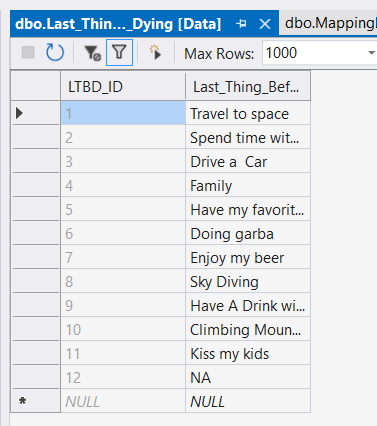 dbo.Last_Thin..._Dying [Data]
dbo.Mapping
Max Rows: 1000
LTBD_ID Last_Thing_Bef...
1 Travel to space
2 Spend time wit...
3 Drive a  Car
4 Family
5 Have my favorit...
6 Doing garba
7 Enjoy my beer
8 Sky Diving
9 Have A Drink wi...
10 Climbing Moun...
11 Kiss my kids
12 NA
* NULL NULL